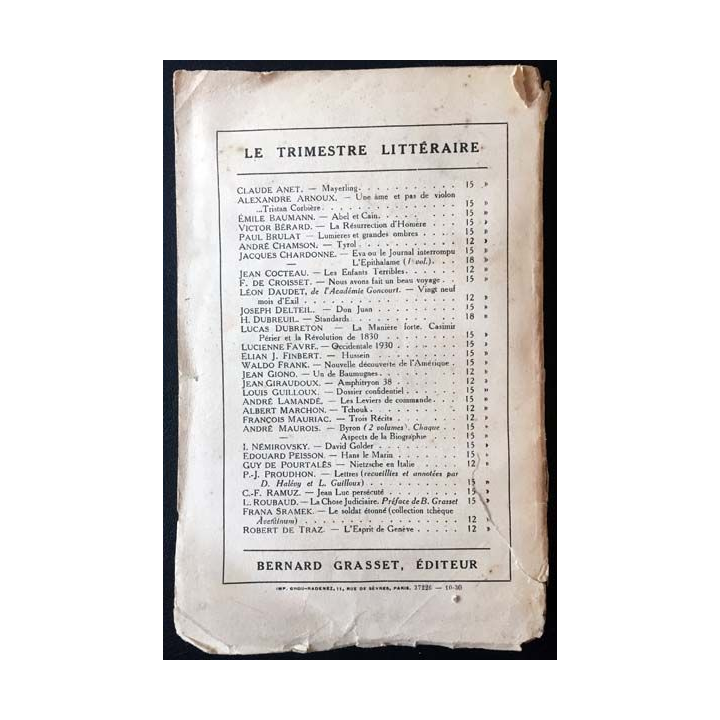 LE TRIMESTRE LITTÉRAIRE
CLAUDE ANET. — Mayerling. . . . . . . . . . . 15 »
ALEXANDRE ARNOUX. — Une âme et pas de violon
...Tristan Corbière . . . . . . . . . . . . 15 »
ÉMILE BAUMANN. — Abel et Caïn. . . . . . . . 15 »
VICTOR BÉRARD. — La Résurrection d'Homère . . . 15 »
PAUL BRULAT — Lumières et grandes ombres . . . . 15 »
ANDRÉ CHAMSON. — Tyrol . . . . . . . . . . 12 »
JACQUES CHARDONNE. — Eva ou le Journal interrompu 15 »
— L'Epithalame (1 vol.). . . . 18 »
JEAN COCTEAU. — Les Enfants Terribles. . . . . . 12 »
F. DE CROISSET. — Nous avons fait un beau voyage . 15 »
LÉON DAUDET, de l'Académie Goncourt. — Vingt neuf
mois d'Exil . . . . . . . . . . . . . . 12 »
JOSEPH DELTEIL. — Don Juan . . . . . . . . . 15 »
H. DUBREUIL. — Standards . . . . . . . . . . 18 »
LUCAS DUBRETON — La Manière forte. Casimir
Périer et la Révolution de 1830 . . . . . . . 15 »
LUCIENNE FAVRE. — Occidentale 1930 . . . . . . 15 »
ELIAN J. FINBERT. — Hussein . . . . . . . . . 15 »
WALDO FRANK. — Nouvelle découverte de l'Amérique . 15 »
JEAN GIONO. — Un de Baumugnes . . . . . . . . 12 »
JEAN GIRAUDOUX. — Amphitryon 38 . . . . . . . 12 »
LOUIS GUILLOUX. — Dossier confidentiel . . . . . 15 »
ANDRÉ LAMANDÉ. — Les Leviers de commande . . . . 15 »
ALBERT MARCHON. — Tchouk . . . . . . . . . . 12 »
FRANÇOIS MAURIAC. — Trois Récits . . . . . . . 12 »
ANDRÉ MAUROIS. — Byron (2 volumes). Chaque . . . 15 »
— Aspects de la Biographie . . . . 15 »
I. NÉMIROVSKY. — David Golder . . . . . . . . 15 »
EDOUARD PEISSON. — Hans le Marin . . . . . . . 15 »
GUY DE POURTALÈS — Nietzsche en Italie . . . . . 12 »
P.-J. PROUDHON. — Lettres (recueillies et annotées par
D. Halévy et L. Guilloux) . . . . . . . . . 15 »
C.-F. RAMUZ. — Jean Luc persécuté . . . . . . . 15 »
L. ROUBAUD. — La Chose Judiciaire. Préface de B. Grasset 15 »
FRANA SRAMEK. — Le soldat étonné (collection tchèque
Aventinum) . . . . . . . . . . . . . . 12 »
ROBERT DE TRAZ. — L'Esprit de Genève . . . . . 12 »
BERNARD GRASSET, ÉDITEUR
RUE DE SÈVRES, PARIS. 37226 — 10-30